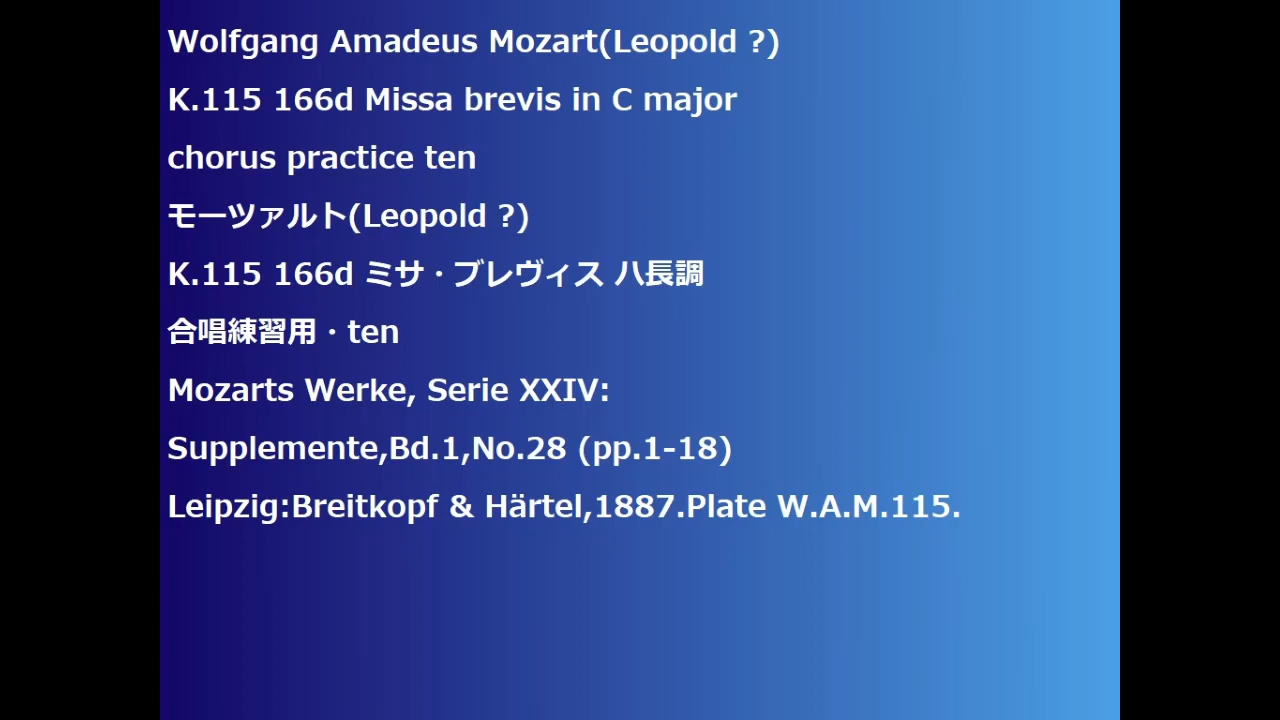 Wolfgang Amadeus Mozart(Leopold ?)
K.115 166d Missa brevis in C major
chorus practice ten
モーツァルト(Leopold ?)
K.115 166d ミサ・ブレヴィス ハ長調
合唱練習用・ten
Mozarts Werke, Serie XXIV:
Supplemente,Bd.1,No.28 (pp.1-18)
Leipzig:Breitkopf & Härtel,1887.Plate W.A.M.115.